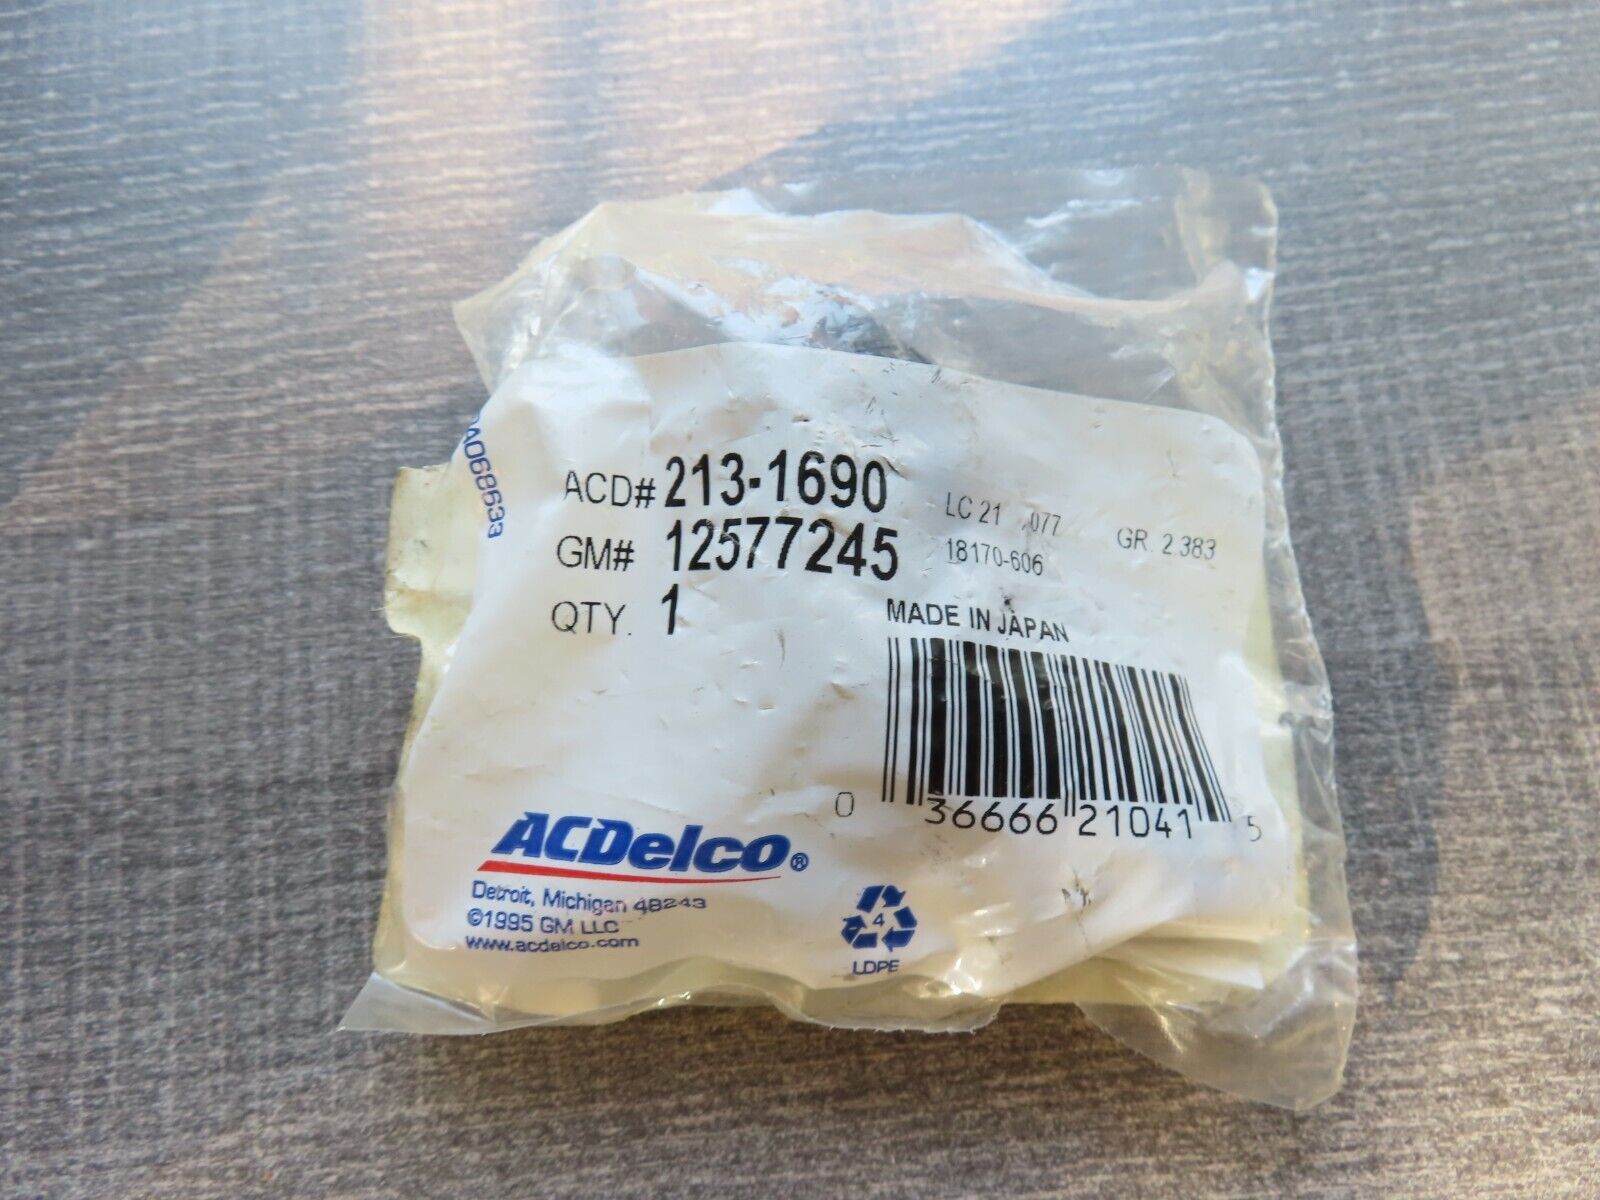 ACD# 213-1690
GM# 12577245
QTY. 1
LC 21 077
18170-606
GR. 2.383
MADE IN JAPAN
0 36666 21041 5
A068633
ACDelco®
Detroit, Michigan 48243
©1995 GM LLC
www.acdelco.com
4
LDPE